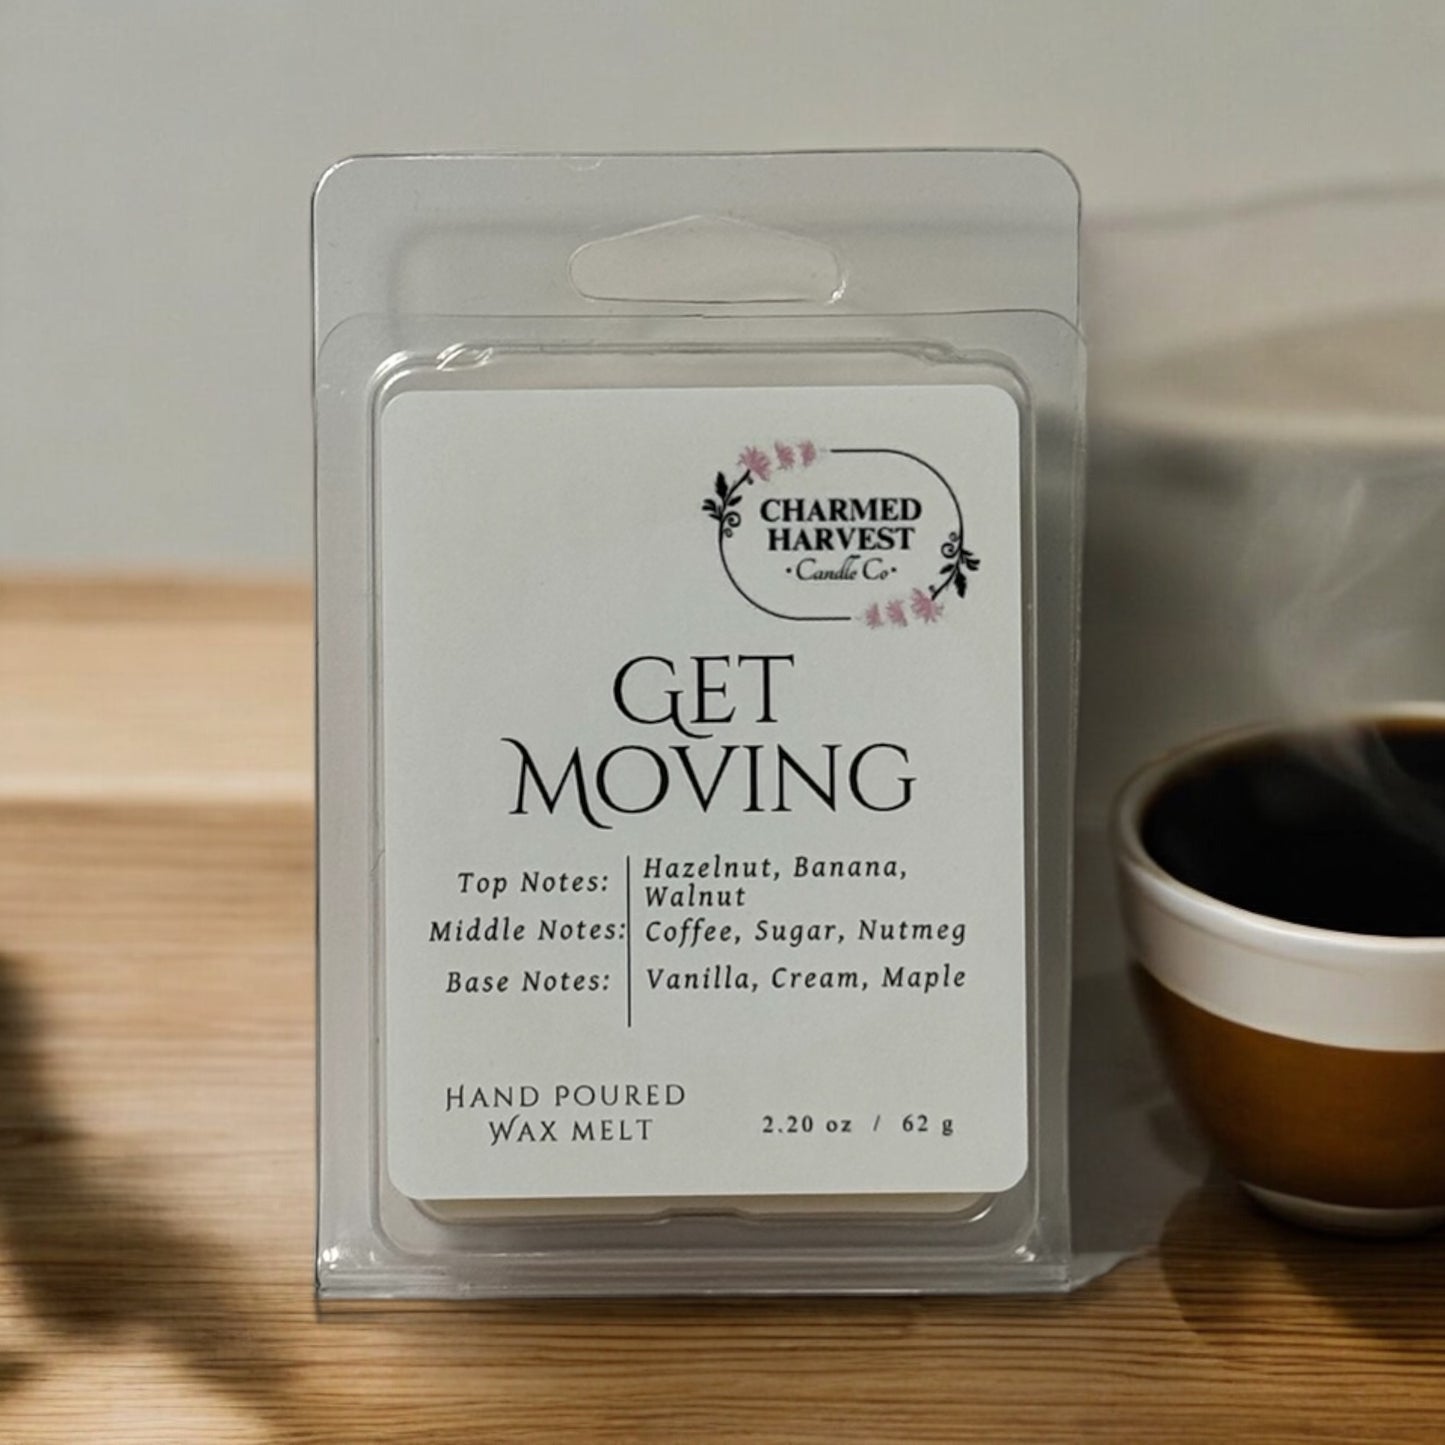 CHARMED
HARVEST
· Candle Co ·
GET
MOVING
Top Notes: Hazelnut, Banana,
Walnut
Middle Notes: Coffee, Sugar, Nutmeg
Base Notes: Vanilla, Cream, Maple
HAND POURED
WAX MELT
2.20 oz / 62 g